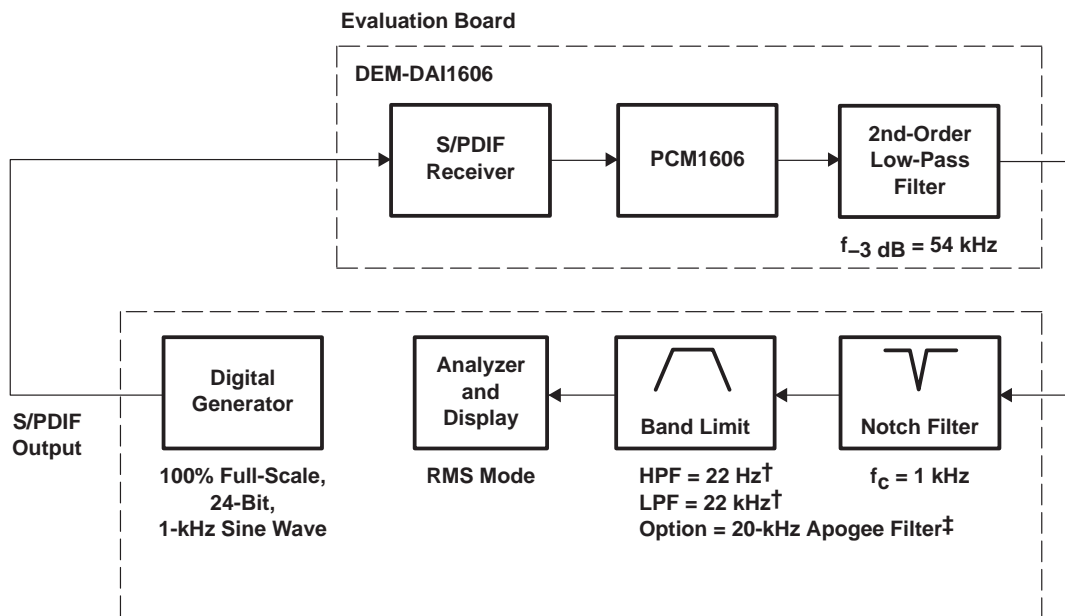 Evaluation Board
DEM-DAI1606
S/PDIF
Receiver
PCM1606
2nd-Order
Low-Pass
Filter
f–3 dB = 54 kHz
S/PDIF
Output
Digital
Generator
100% Full-Scale,
24-Bit,
1-kHz Sine Wave
Analyzer
and
Display
RMS Mode
Band Limit
HPF = 22 Hz†
LPF = 22 kHz†
Option = 20-kHz Apogee Filter‡
Notch Filter
fc = 1 kHz